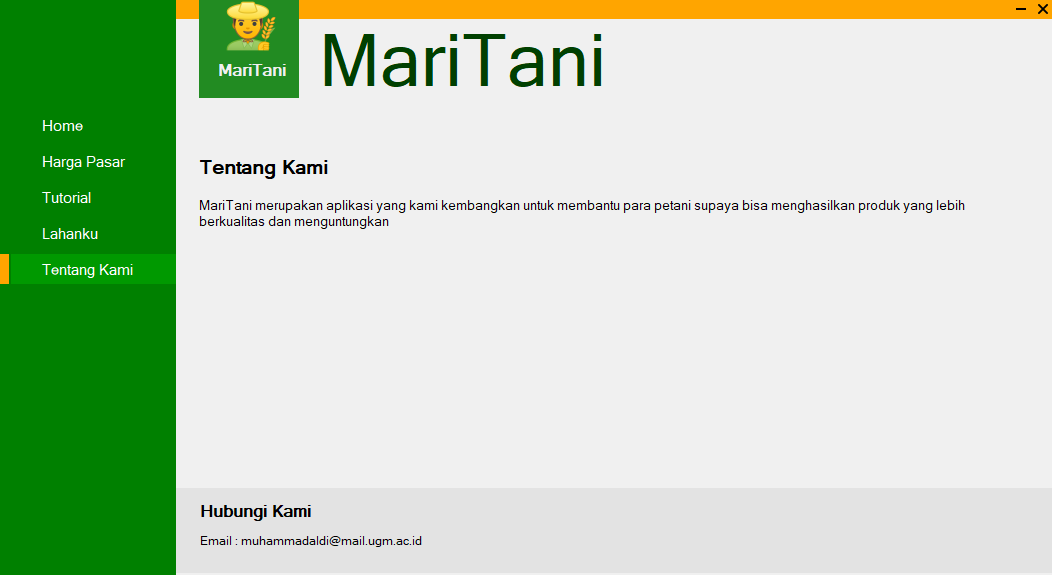 MariTani
MariTani
Home
Harga Pasar
Tutorial
Lahanku
Tentang Kami
Tentang Kami
MariTani merupakan aplikasi yang kami kembangkan untuk membantu para petani supaya bisa menghasilkan produk yang lebih
berkualitas dan menguntungkan
Hubungi Kami
Email : muhammadaldi@mail.ugm.ac.id